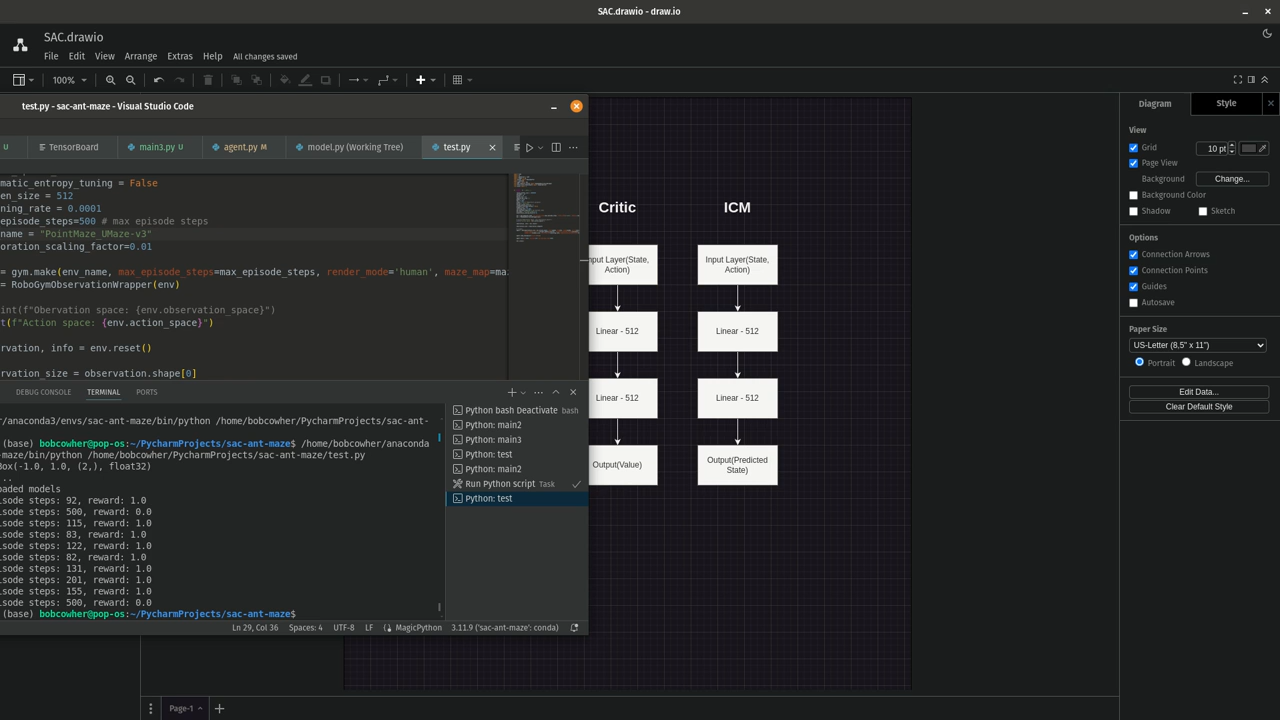 SAC.drawio - draw.io
SAC.drawio
File Edit View Arrange Extras Help All changes saved
100%
test.py - sac-ant-maze - Visual Studio Code
U TensorBoard main3.py U agent.py M model.py (Working Tree) test.py
matic_entropy_tuning = False
en_size = 512
ning_rate = 0.0001
episode_steps=500 # max episode steps
name = "PointMaze_UMaze-v3"
oration_scaling_factor=0.01
= gym.make(env_name, max_episode_steps=max_episode_steps, render_mode='human', maze_map=ma
= RoboGymObservationWrapper(env)
int(f"Obervation space: {env.observation_space}")
t(f"Action space: {env.action_space}")
rvation, info = env.reset()
rvation_size = observation.shape[0]
DEBUG CONSOLE TERMINAL PORTS
r/anaconda3/envs/sac-ant-maze/bin/python /home/bobcowher/PycharmProjects/sac-ant-
(base) bobcowher@pop-os:~/PycharmProjects/sac-ant-maze$ /home/bobcowher/anaconda
-maze/bin/python /home/bobcowher/PycharmProjects/sac-ant-maze/test.py
Box(-1.0, 1.0, (2,), float32)
..
oaded models
isode steps: 92, reward: 1.0
isode steps: 500, reward: 0.0
isode steps: 115, reward: 1.0
isode steps: 83, reward: 1.0
isode steps: 122, reward: 1.0
isode steps: 82, reward: 1.0
isode steps: 131, reward: 1.0
isode steps: 201, reward: 1.0
isode steps: 155, reward: 1.0
isode steps: 500, reward: 0.0
(base) bobcowher@pop-os:~/PycharmProjects/sac-ant-maze$
Python bash Deactivate bash
Python: main2
Python: main3
Python: test
Python: main2
Run Python script Task
Python: test
Ln 29, Col 36 Spaces: 4 UTF-8 LF MagicPython 3.11.9 ('sac-ant-maze': conda)
Critic
nput Layer(State,
Action)
Linear - 512
Linear - 512
Output(Value)
ICM
Input Layer(State,
Action)
Linear - 512
Linear - 512
Output(Predicted
State)
Diagram Style
View
Grid 10 pt
Page View
Background Change...
Background Color
Shadow Sketch
Options
Connection Arrows
Connection Points
Guides
Autosave
Paper Size
US-Letter (8,5" x 11")
Portrait Landscape
Edit Data...
Clear Default Style
Page-1